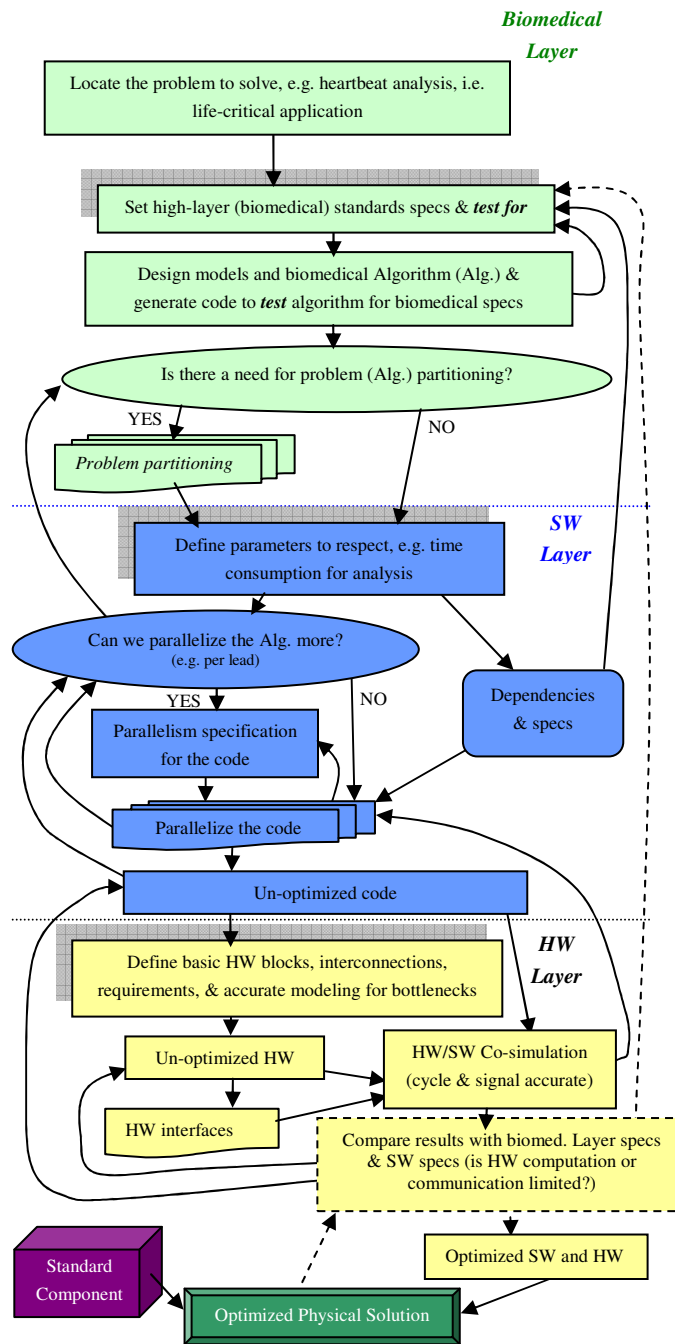 Biomedical
Layer
Locate the problem to solve, e.g. heartbeat analysis, i.e.
life-critical application
Set high-layer (biomedical) standards specs & test for
Design models and biomedical Algorithm (Alg.) &
generate code to test algorithm for biomedical specs
Is there a need for problem (Alg.) partitioning?
YES
NO
Problem partitioning
SW
Layer
Define parameters to respect, e.g. time
consumption for analysis
Can we parallelize the Alg. more?
(e.g. per lead)
YES
NO
Dependencies
& specs
Parallelism specification
for the code
Parallelize the code
Un-optimized code
HW
Layer
Define basic HW blocks, interconnections,
requirements, & accurate modeling for bottlenecks
Un-optimized HW
HW/SW Co-simulation
(cycle & signal accurate)
HW interfaces
Compare results with biomed. Layer specs
& SW specs (is HW computation or
communication limited?)
Optimized SW and HW
Standard
Component
Optimized Physical Solution